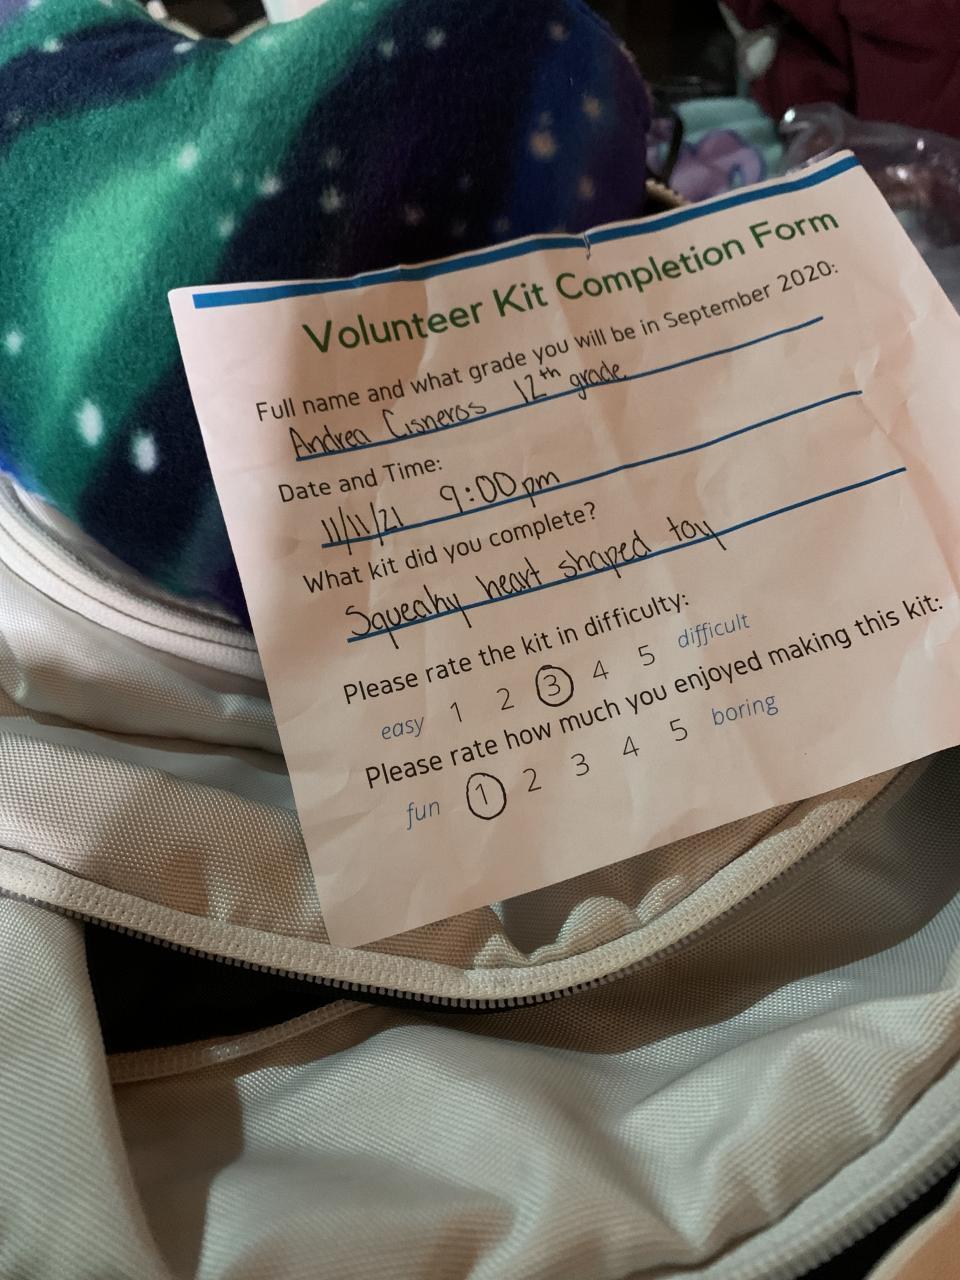 Volunteer Kit Completion Form
Full name and what grade you will be in September 2020:
Andrea Cisneros 12th grade
Date and Time:
11/11/21 9:00pm
What kit did you complete?
Squeaky heart shaped toy
Please rate the kit in difficulty:
easy 1 2 3 4 5 difficult
Please rate how much you enjoyed making this kit:
fun 1 2 3 4 5 boring